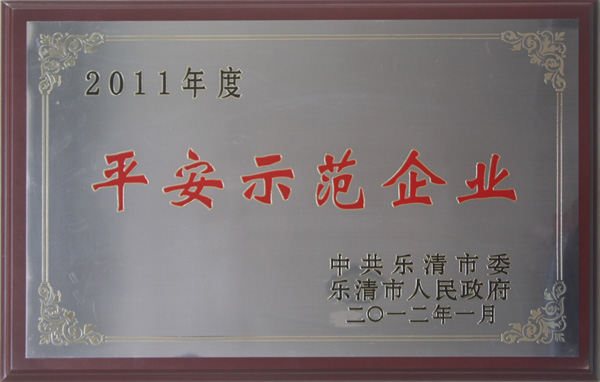 2011年度
平安示范企业
中共乐清市委
乐清市人民政府
二〇一二年一月